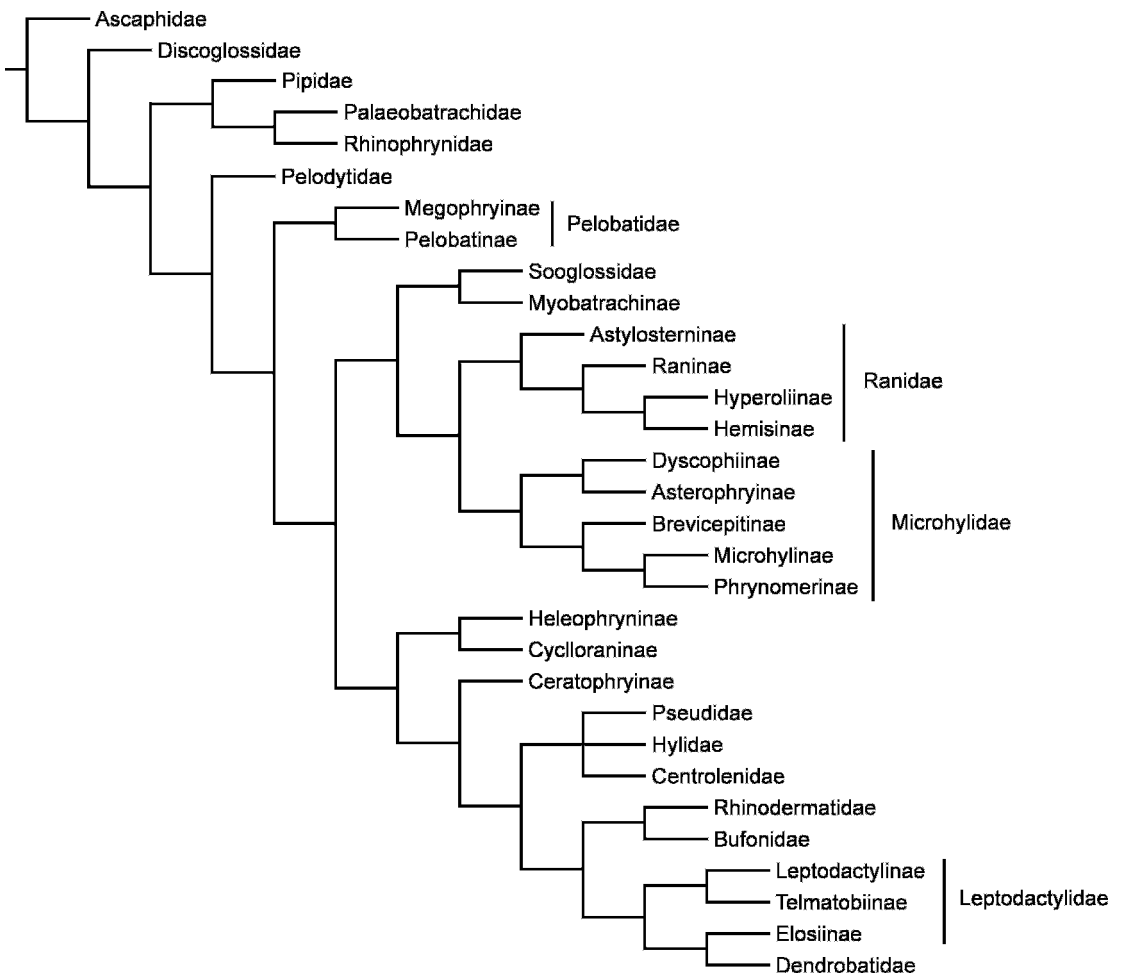 Ascaphidae
Discoglossidae
Pipidae
Palaeobatrachidae
Rhinophrynidae
Pelodytidae
Megophryinae
Pelobatidae
Pelobatinae
Sooglossidae
Myobatrachinae
Astylosterninae
Raninae
Ranidae
Hyperoliinae
Hemisinae
Dyscophiinae
Asterophryinae
Brevicepitinae
Microhylidae
Microhylinae
Phrynomerinae
Heleophryninae
Cyclloraninae
Ceratophryinae
Pseudidae
Hylidae
Centrolenidae
Rhinodermatidae
Bufonidae
Leptodactylinae
Leptodactylidae
Telmatobiinae
Elosiinae
Dendrobatidae